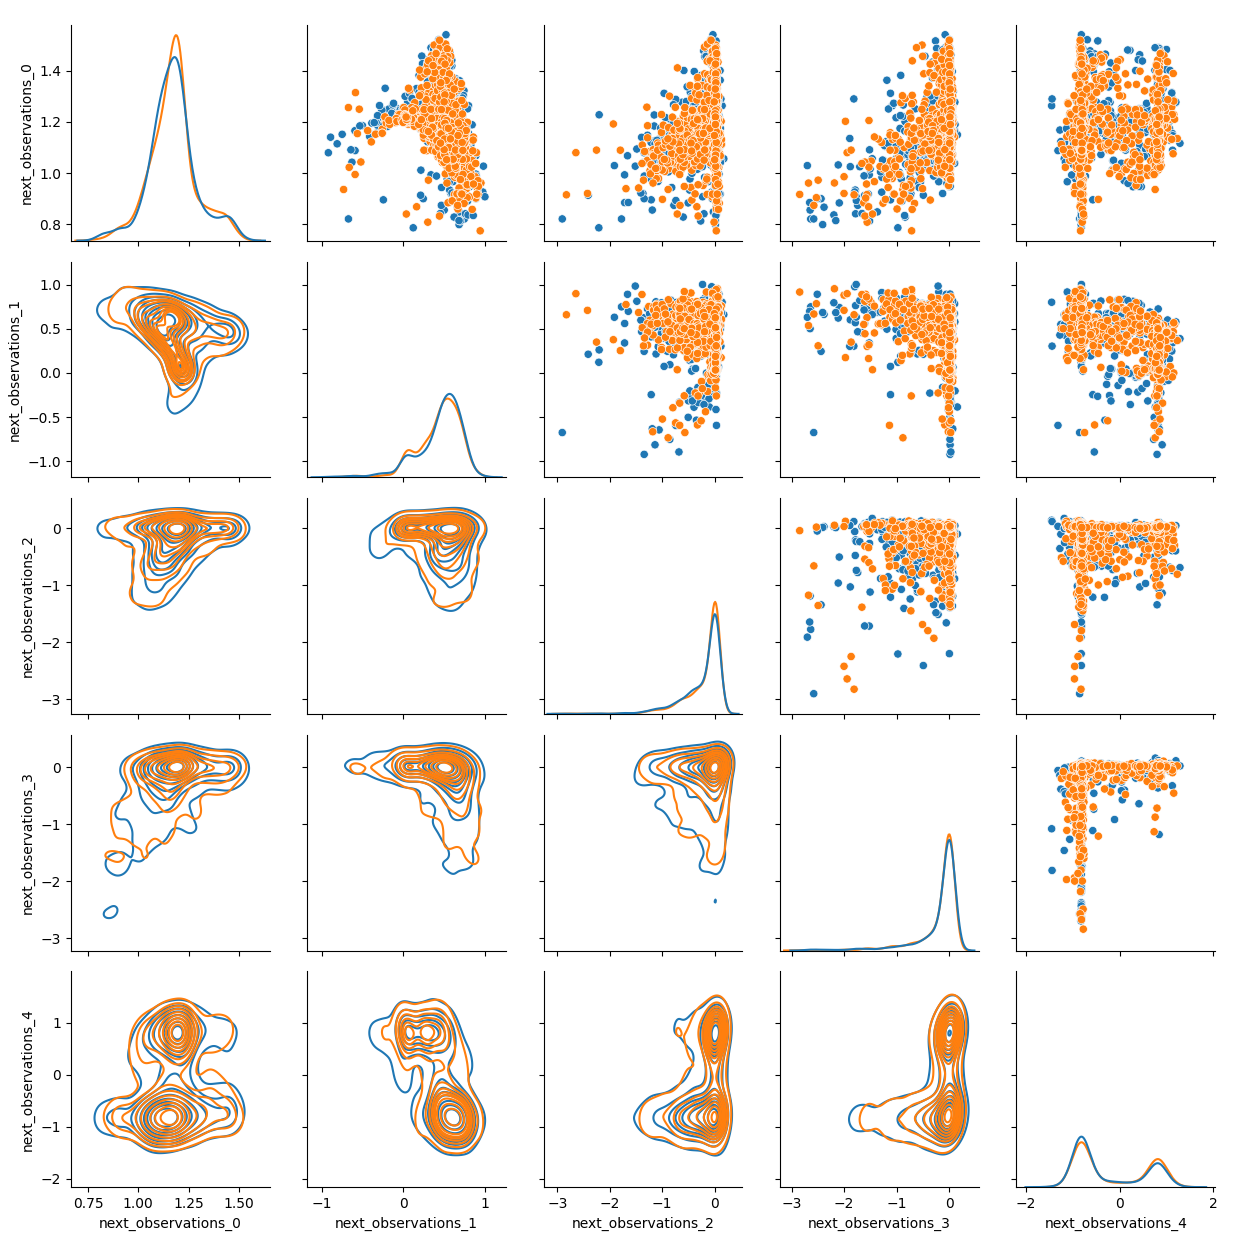 next_observations_0
1.4
1.2
1.0
0.8
next_observations_1
1.0
0.5
0.0
−0.5
−1.0
next_observations_2
0
−1
−2
−3
next_observations_3
0
−1
−2
−3
next_observations_4
1
0
−1
−2
0.75 1.00 1.25 1.50
−1 0 1
−3 −2 −1 0
−3 −2 −1 0
−2 0 2
next_observations_0
next_observations_1
next_observations_2
next_observations_3
next_observations_4